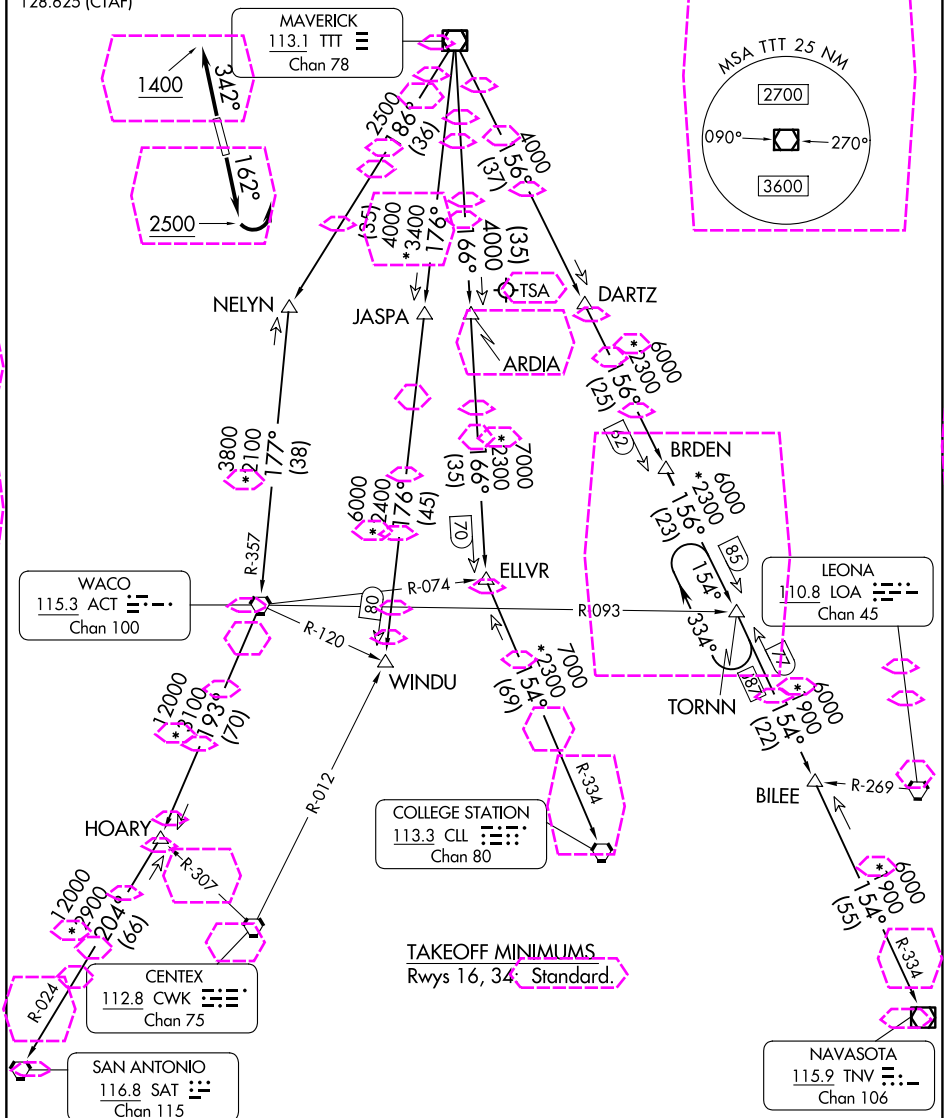 128.625 (CTAF)
MAVERICK
113.1 TTT
Chan 78
MSA TTT 25 NM
2700
090°
270°
3600
1400
342°
162°
2500
2500
186°
(36)
(35)
4000
*3400
176°
166°
4000
(35)
4000
156°
(37)
TSA
NELYN
JASPA
ARDIA
DARTZ
6000
*2300
156°
(25)
62
BRDEN
3800
*2100
177°
(38)
6000
*2400
176°
(45)
7000
*2300
166°
(35)
6000
*2300
156°
(23)
R-357
80
70
85
154°
334°
WACO
115.3 ACT
Chan 100
R-074
ELLVR
R-093
R-120
WINDU
LEONA
110.8 LOA
Chan 45
TORNN
77
87
12000
*3100
193°
(70)
7000
*2300
154°
(69)
6000
*1900
154°
(22)
R-012
R-334
BILEE
R-269
HOARY
R-307
COLLEGE STATION
113.3 CLL
Chan 80
12000
*2900
204°
(66)
6000
*1900
154°
(55)
R-024
R-334
TAKEOFF MINIMUMS
Rwys 16, 34: Standard.
CENTEX
112.8 CWK
Chan 75
SAN ANTONIO
116.8 SAT
Chan 115
NAVASOTA
115.9 TNV
Chan 106